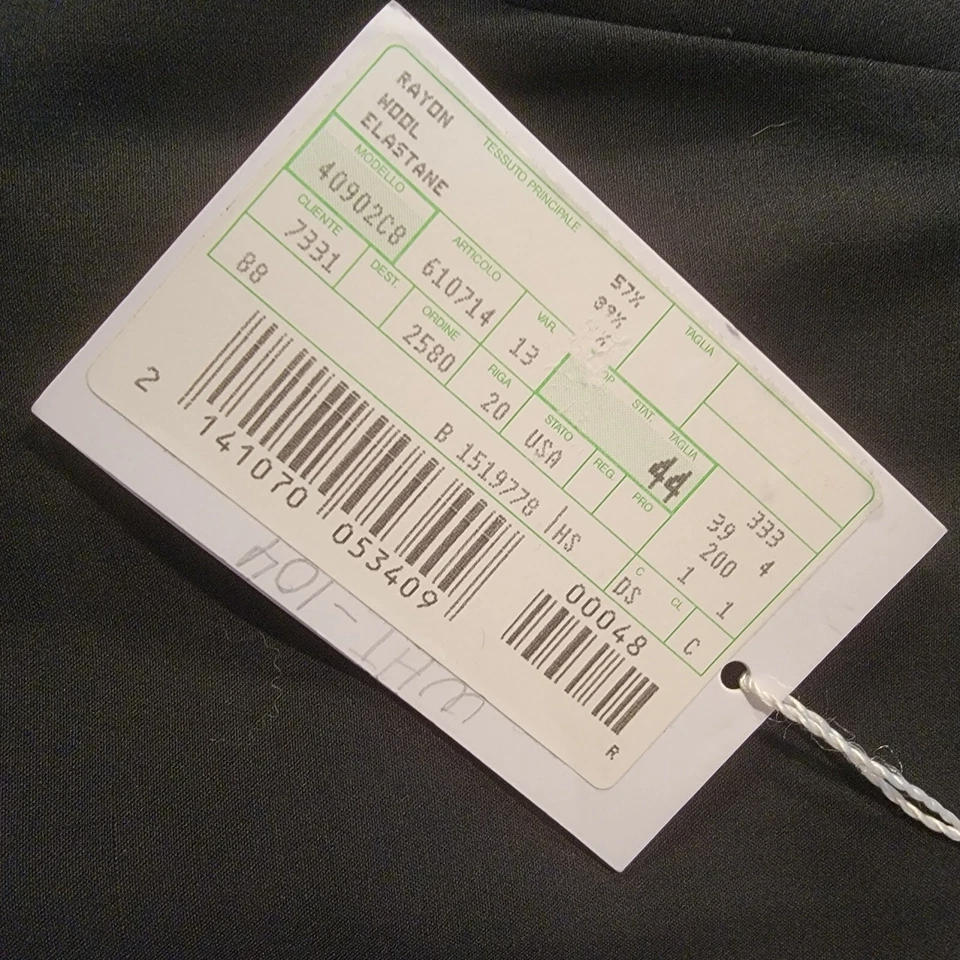 RAYON 57%
WOOL 39%
ELASTANE %
TESSUTO PRINCIPALE
TAGLIA
MODELLO ARTICOLO VAR. STAT. TAGLIA
40902C8 610714 13 44
CLIENTE DEST. ORDINE RIGA STATO REG. PRO
7331 2580 20 USA 39 333
200 4
88 B 1519778 HS C DS 1 CL 1
C
2 141070 053409
00048
R
WHT-104